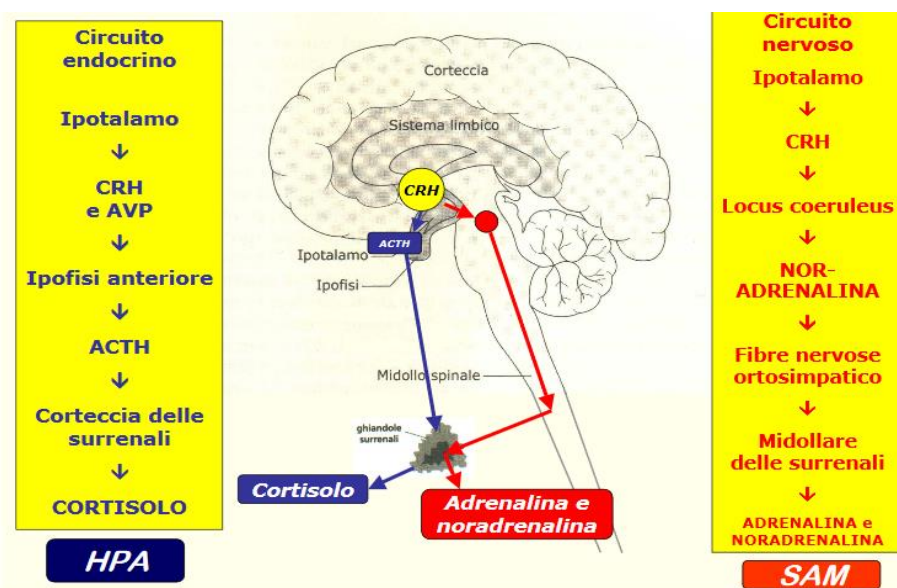 Circuito
endocrino
Ipotalamo
↓
CRH
e AVP
↓
Ipofisi anteriore
↓
ACTH
↓
Corteccia delle
surrenali
↓
CORTISOLO
HPA
Corteccia
Sistema limbico
CRH
ACTH
Ipotalamo
Ipofisi
Midollo spinale
ghiandole
surrenali
Cortisolo
Adrenalina e
noradrenalina
Circuito
nervoso
Ipotalamo
↓
CRH
↓
Locus coeruleus
↓
NOR-
ADRENALINA
↓
Fibre nervose
ortosimpatico
↓
Midollare
delle surrenali
↓
ADRENALINA e
NORADRENALINA
SAM